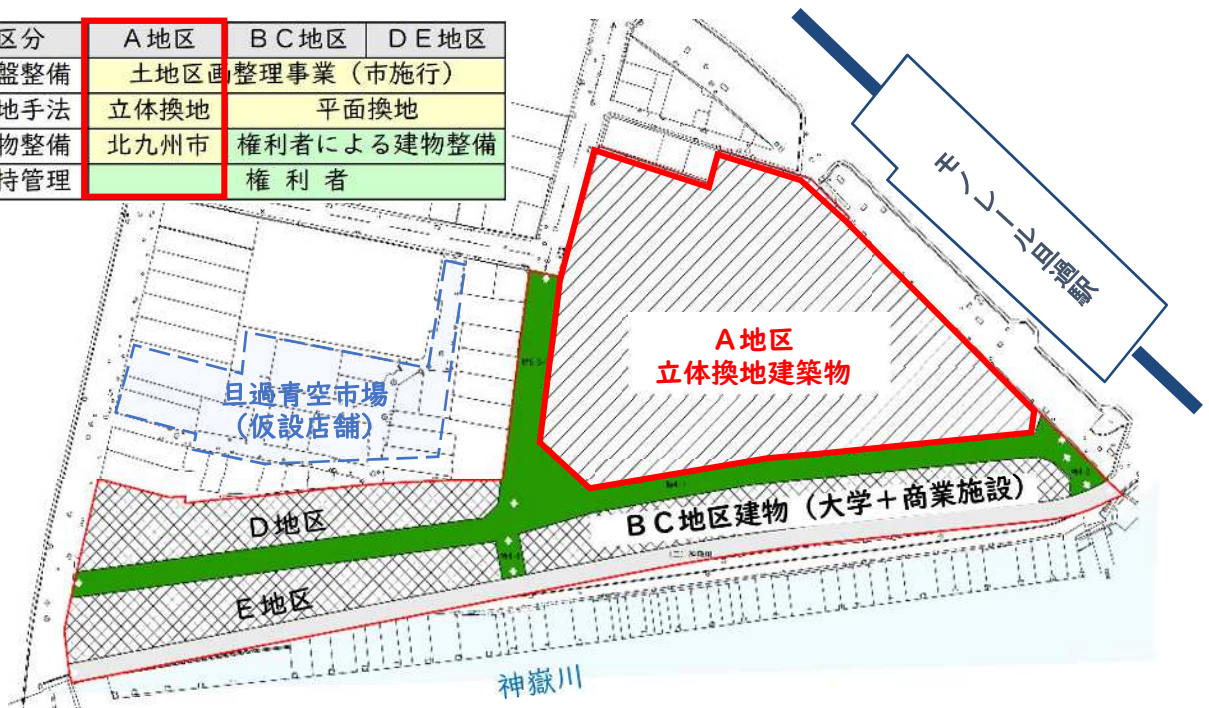 区分 A地区 BC地区 DE地区
盤整備 土地区画整理事業（市施行）
地手法 立体換地 平面換地
物整備 北九州市 権利者による建物整備
持管理 権利者
モノレール旦過駅
A地区
立体換地建築物
旦過青空市場
（仮設店舗）
BC地区建物（大学＋商業施設）
D地区
E地区
神嶽川